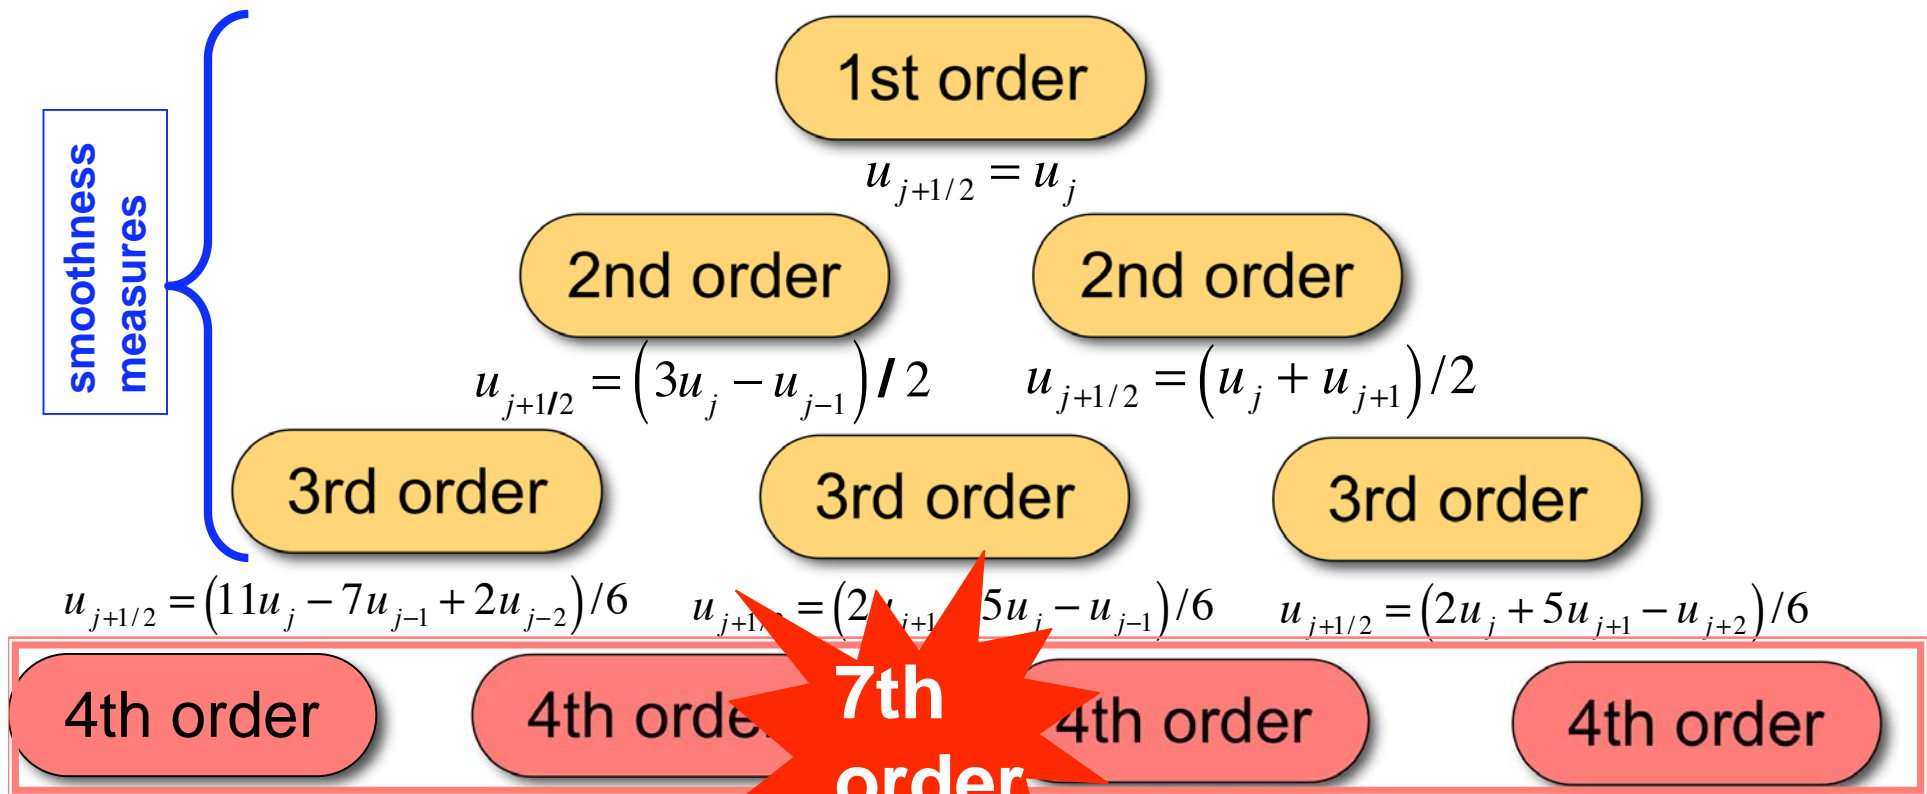 smoothness
measures
1st order
u_{j+1/2} = u_j
2nd order
2nd order
u_{j+1/2} = (3u_j − u_{j−1})/2
u_{j+1/2} = (u_j + u_{j+1})/2
3rd order
3rd order
3rd order
u_{j+1/2} = (11u_j − 7u_{j−1} + 2u_{j−2})/6
= (2u_{j+1} 5u_j − u_{j−1})/6
u_{j+1/2} = (2u_j + 5u_{j+1} − u_{j+2})/6
4th order
4th orde
4th order
4th order
7th
order